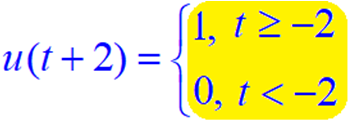 u(t + 2) = { 1, t ≥ −2
0, t < −2